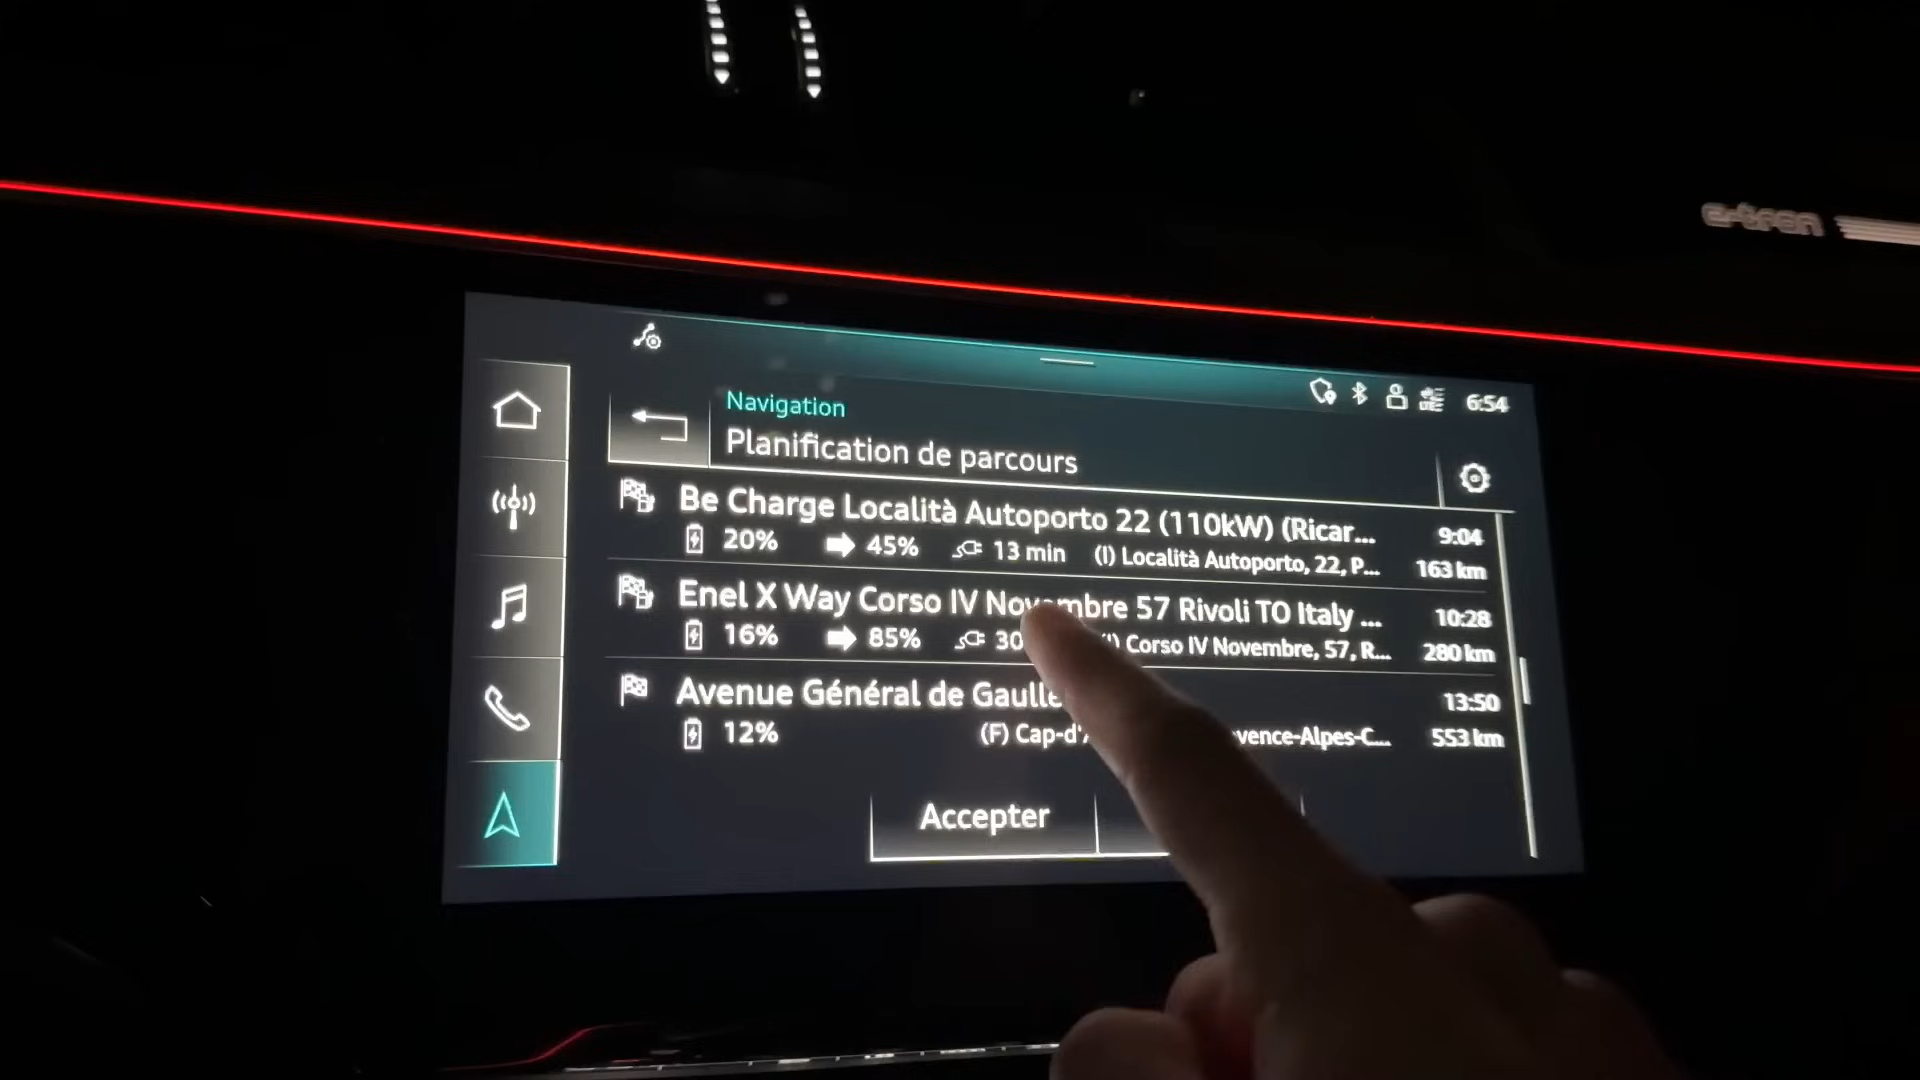 e-tron
6:54
Navigation
Planification de parcours
Be Charge Località Autoporto 22 (110kW) (Ricar... 9:04
20% 45% 13 min (I) Località Autoporto, 22, P... 163 km
Enel X Way Corso IV Novembre 57 Rivoli TO Italy ... 10:28
16% 85% 30 Corso IV Novembre, 57, R... 280 km
Avenue Général de Gaulle 13:50
12% (F) Cap-d' vence-Alpes-C... 553 km
Accepter